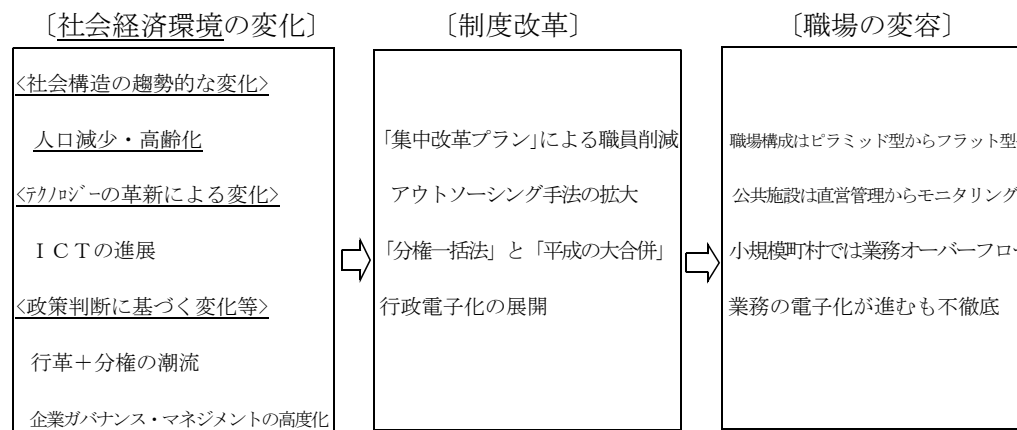 〔社会経済環境の変化〕
〈社会構造の趨勢的な変化〉
人口減少・高齢化
〈ﾃｸﾉﾛｼﾞｰの革新による変化〉
ＩＣＴの進展
〈政策判断に基づく変化等〉
行革＋分権の潮流
企業ガバナンス・マネジメントの高度化
〔制度改革〕
「集中改革プラン」による職員削減
アウトソーシング手法の拡大
「分権一括法」と「平成の大合併」
行政電子化の展開
〔職場の変容〕
職場構成はピラミッド型からフラット型
公共施設は直営管理からモニタリング
小規模町村では業務オーバーフロー
業務の電子化が進むも不徹底